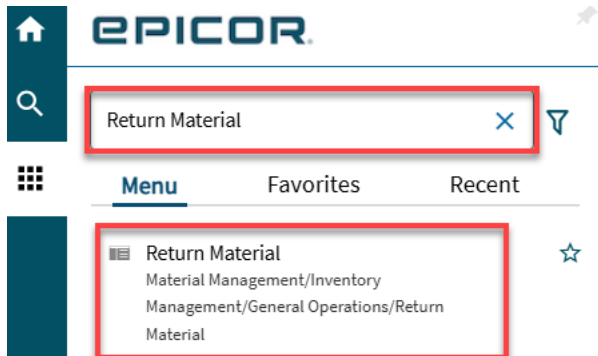 EPICOR
Return Material
Menu Favorites Recent
Return Material
Material Management/Inventory
Management/General Operations/Return
Material